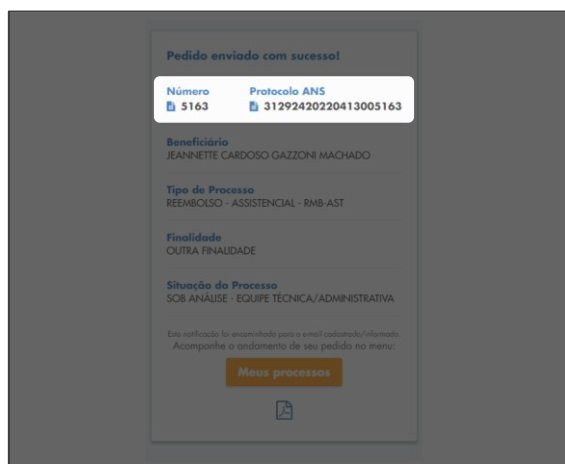 Pedido enviado com sucesso!
Número Protocolo ANS
5163 31292420220413005163
Beneficiário
JEANNETTE CARDOSO GAZZONI MACHADO
Tipo de Processo
REEMBOLSO - ASSISTENCIAL - RMB-AST
Finalidade
OUTRA FINALIDADE
Situação do Processo
SOB ANÁLISE - EQUIPE TÉCNICA/ADMINISTRATIVA
Esta notificação foi encaminhada para o e-mail cadastrado/informado.
Acompanhe o andamento de seu pedido no menu:
Meus processos